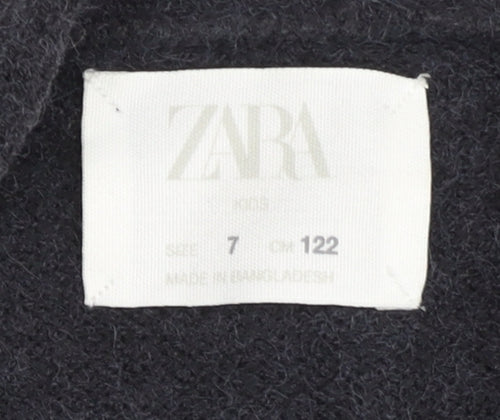 ZARA
KIDS
SIZE 7 CM 122
MADE IN BANGLADESH